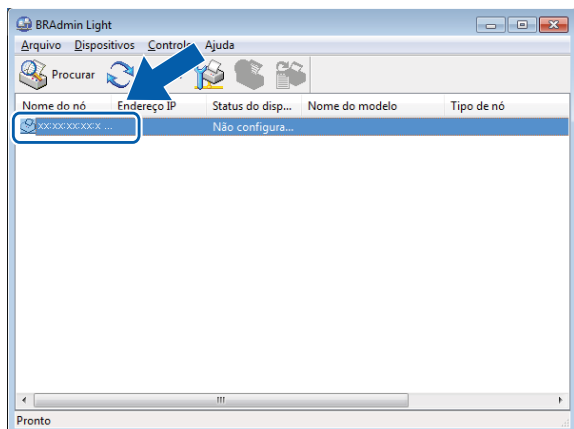 BRAdmin Light
Arquivo Dispositivos Controle Ajuda
Procurar
Nome do nó Endereço IP Status do disp... Nome do modelo Tipo de nó
xx:xx:xx:xx:x ... Não configura...
Pronto